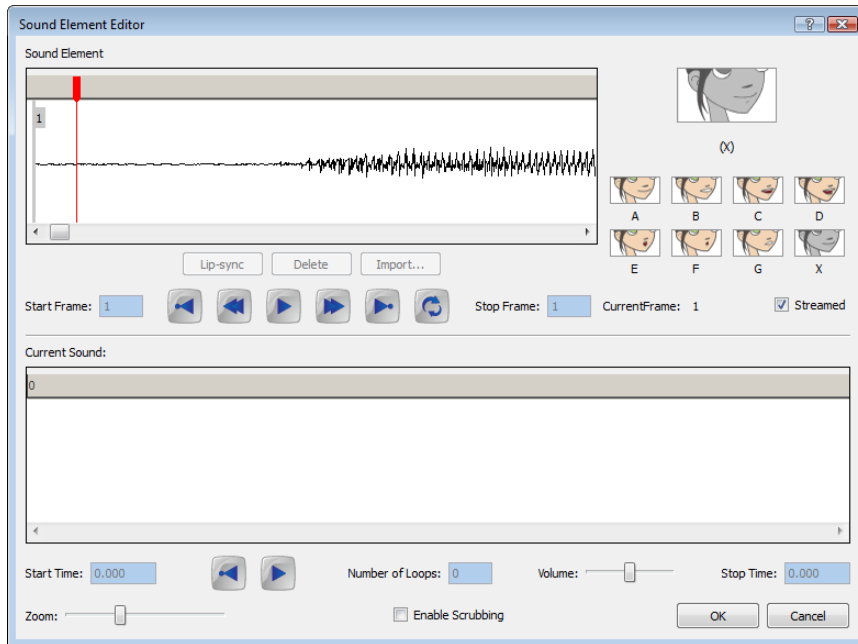 Sound Element Editor
Sound Element
1
(X)
A B C D
E F G X
Lip-sync Delete Import...
Start Frame: 1 Stop Frame: 1 CurrentFrame: 1 Streamed
Current Sound:
0
Start Time: 0.000 Number of Loops: 0 Volume: Stop Time: 0.000
Zoom: Enable Scrubbing OK Cancel